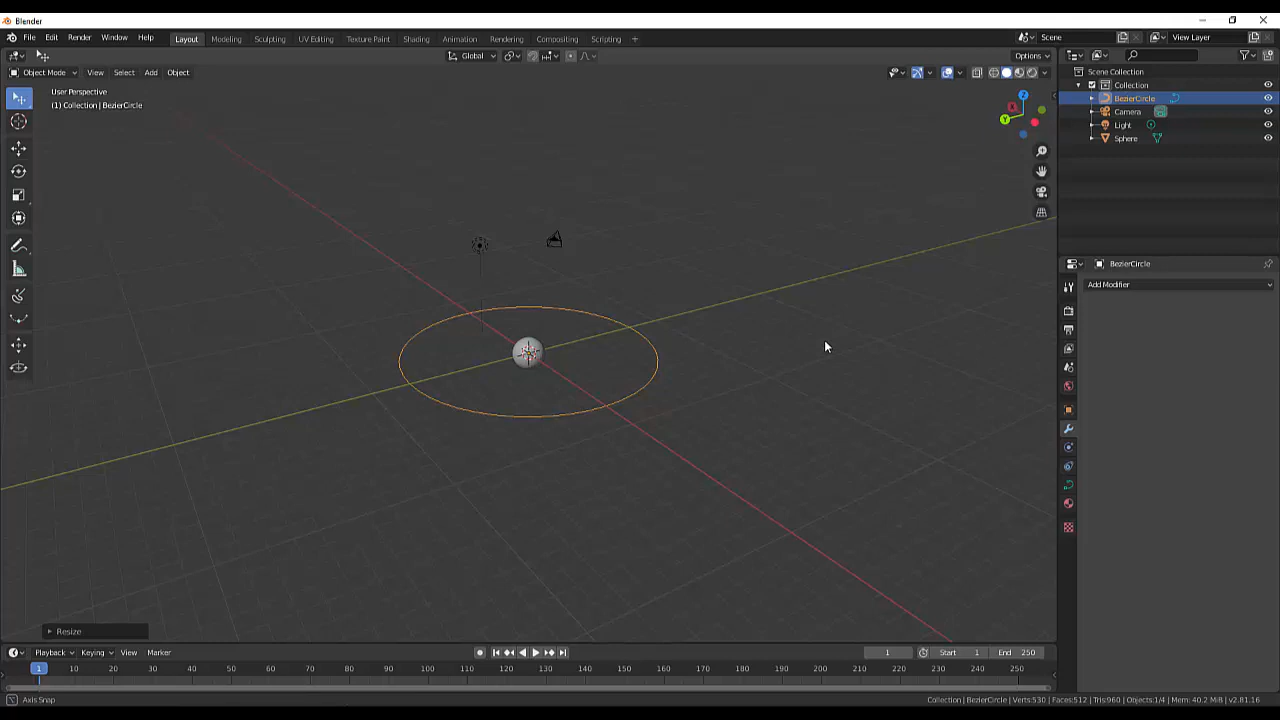 Blender
File Edit Render Window Help
Layout Modeling Sculpting UV Editing Texture Paint Shading Animation Rendering Compositing Scripting +
Scene
View Layer
Global
Options
Object Mode View Select Add Object
User Perspective
(1) Collection | BezierCircle
Z
X
Y
Scene Collection
Collection
BezierCircle
Camera
Light
Sphere
BezierCircle
Add Modifier
Resize
Playback Keying View Marker
1
Start 1
End 250
1 10 20 30 40 50 60 70 80 90 100 110 120 130 140 150 160 170 180 190 200 210 220 230 240 250
Axis Snap
Collection | BezierCircle | Verts:530 | Faces:512 | Tris:960 | Objects:1/4 | Mem: 40.2 MiB | v2.81.16